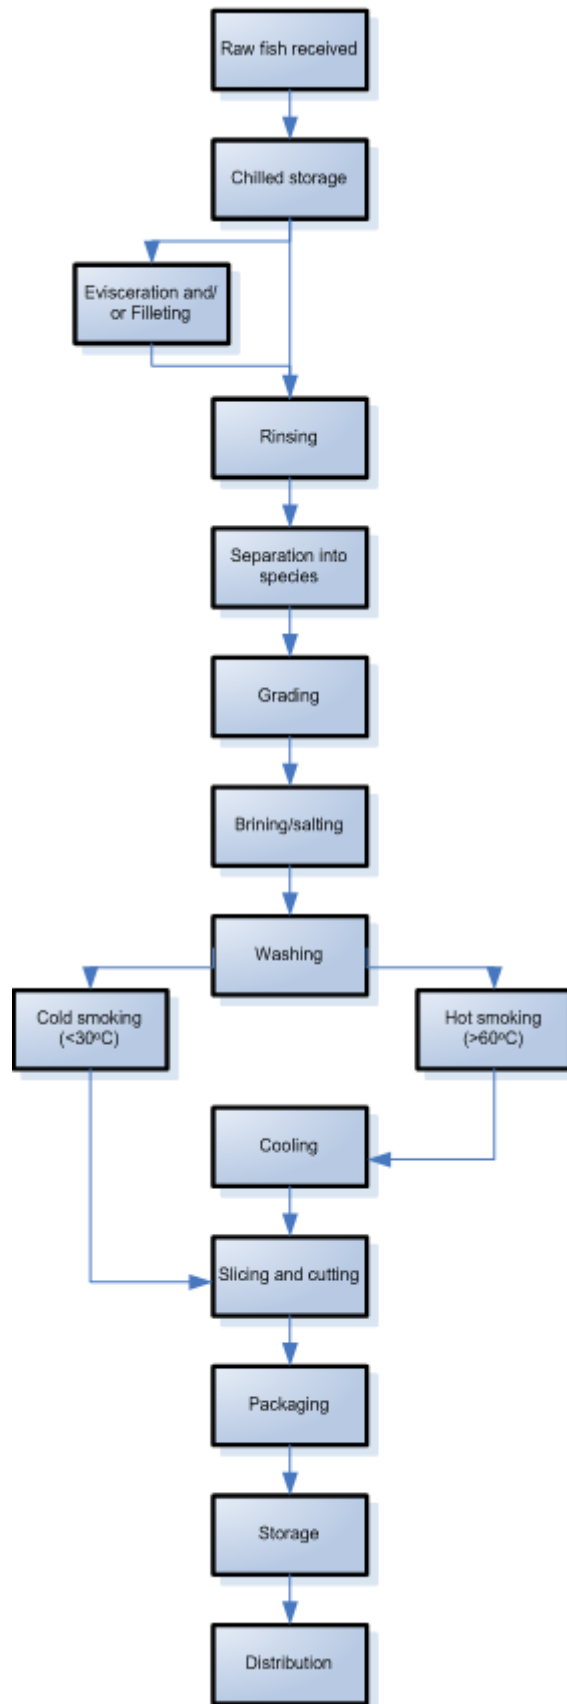 Raw fish received
Chilled storage
Evisceration and/
or Filleting
Rinsing
Separation into
species
Grading
Brining/salting
Washing
Cold smoking
(<30ºC)
Hot smoking
(>60ºC)
Cooling
Slicing and cutting
Packaging
Storage
Distribution